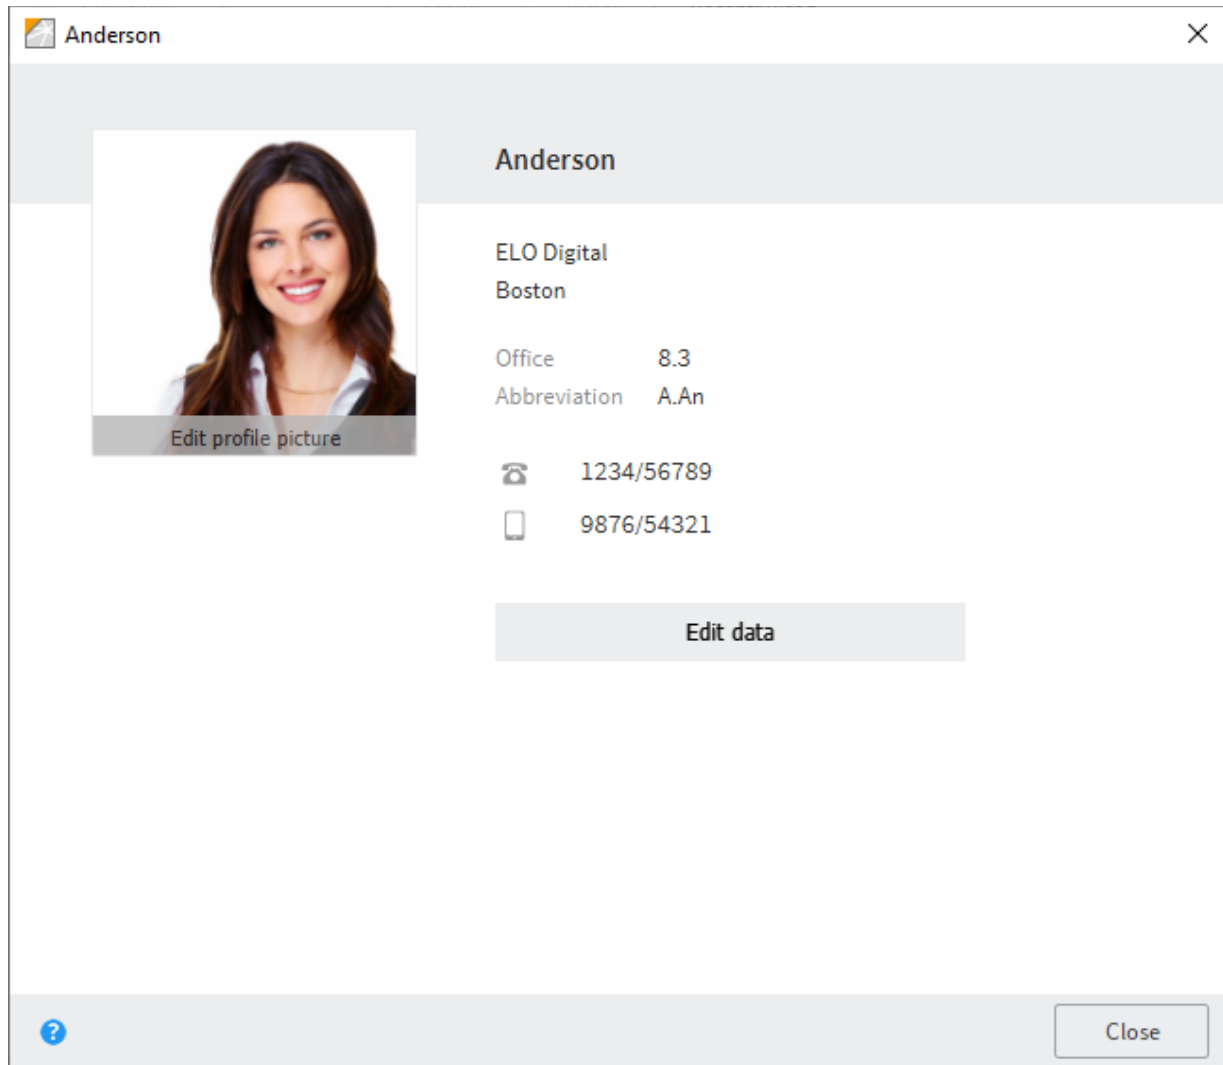 Anderson
Anderson
ELO Digital
Boston
Office 8.3
Abbreviation A.An
Edit profile picture
1234/56789
9876/54321
Edit data
?
Close